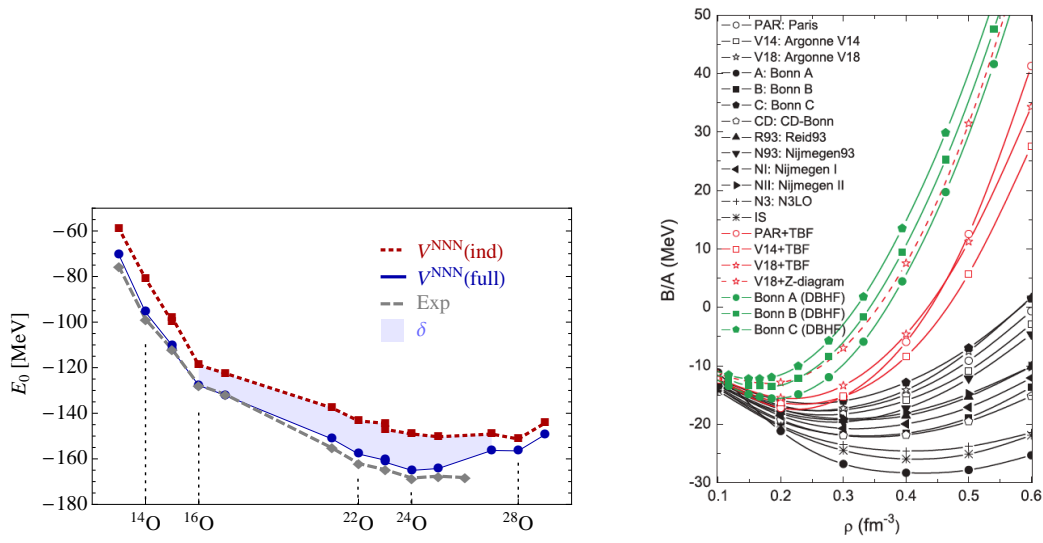 E₀ [MeV]
−60
−80
−100
−120
−140
−160
−180
Vᴺᴺᴺ(ind)
Vᴺᴺᴺ(full)
Exp
δ
¹⁴O
¹⁶O
²²O
²⁴O
²⁸O
B/A (MeV)
50
40
30
20
10
0
-10
-20
-30
PAR: Paris
V14: Argonne V14
V18: Argonne V18
A: Bonn A
B: Bonn B
C: Bonn C
CD: CD-Bonn
R93: Reid93
N93: Nijmegen93
NI: Nijmegen I
NII: Nijmegen II
N3: N3LO
IS
PAR+TBF
V14+TBF
V18+TBF
V18+Z-diagram
Bonn A (DBHF)
Bonn B (DBHF)
Bonn C (DBHF)
0.1
0.2
0.3
0.4
0.5
0.6
ρ (fm⁻³)